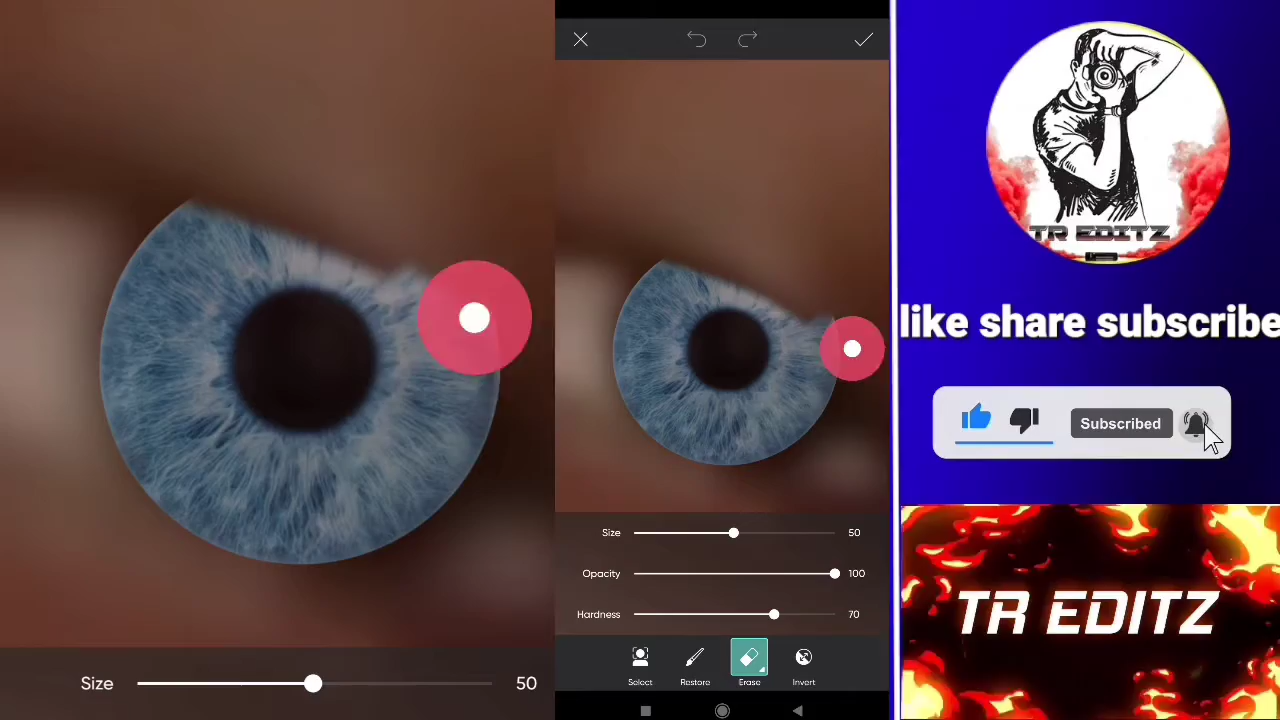 Size 50
Size 50
Opacity 100
Hardness 70
Select Restore Erase Invert
TR EDITZ
like share subscribe
Subscribed
TR EDITZ